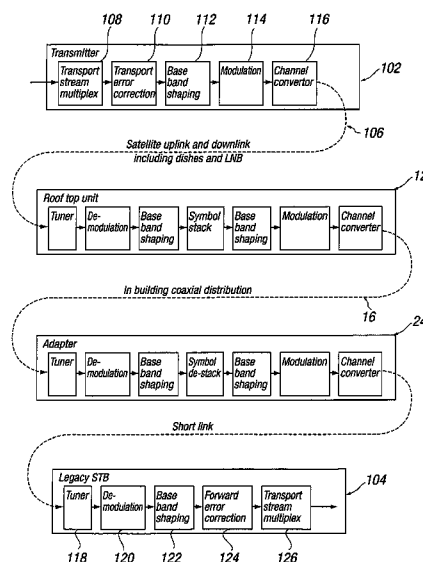 108 110 112 114 116
Transmitter
Transport stream multiplex
Transport error correction
Base band shaping
Modulation
Channel convertor
102
106
Satellite uplink and downlink
including dishes and LNB
12
Roof top unit
Tuner
De-modulation
Base band shaping
Symbol stack
Base band shaping
Modulation
Channel converter
In building coaxial distribution
16
24
Adapter
Tuner
De-modulation
Base band shaping
Symbol de-stack
Base band shaping
Modulation
Channel converter
Short link
Legacy STB
104
Tuner
De-modulation
Base band shaping
Forward error correction
Transport stream multiplex
118 120 122 124 126